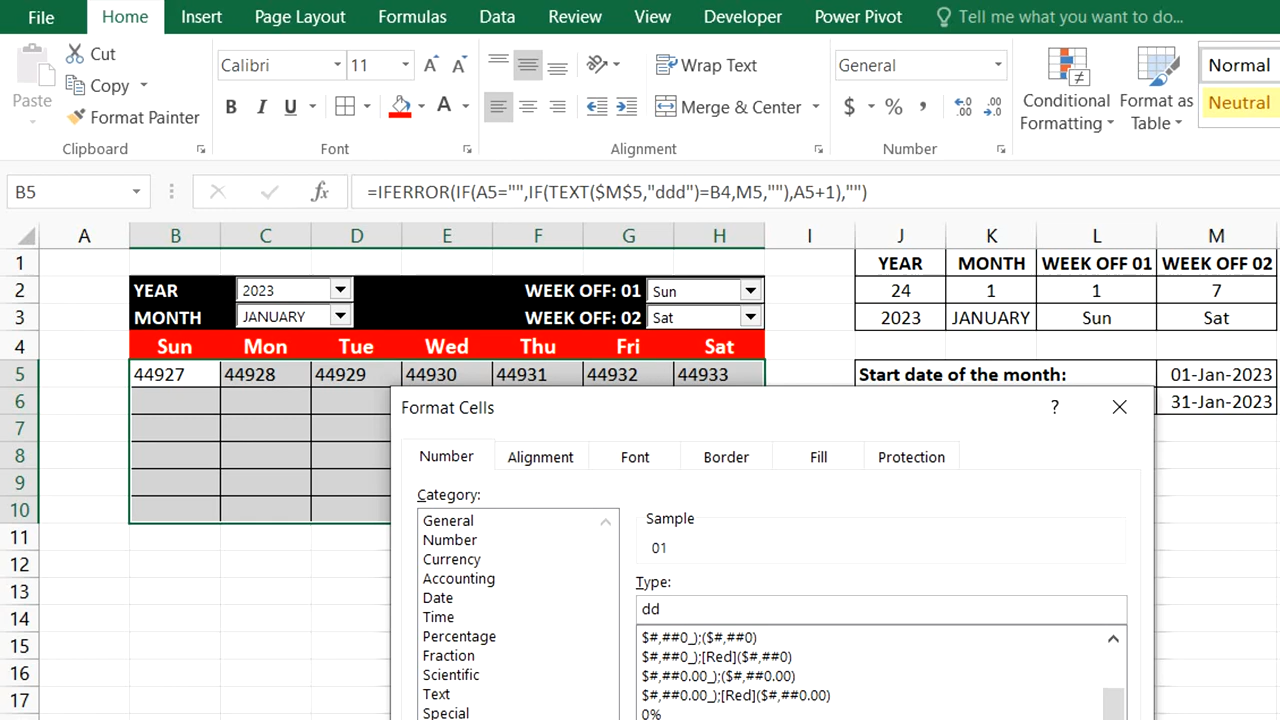 File Home Insert Page Layout Formulas Data Review View Developer Power Pivot Tell me what you want to do...
Paste
Cut
Copy
Format Painter
Clipboard
Calibri 11
B I U A
Font
Wrap Text
Merge & Center
Alignment
General
$ % ,
Number
Conditional Formatting
Format as Table
Normal
Neutral
B5 fx =IFERROR(IF(A5="",IF(TEXT($M$5,"ddd")=B4,M5,""),A5+1),"")
A B C D E F G H I J K L M
1 YEAR MONTH WEEK OFF 01 WEEK OFF 02
2 YEAR 2023 WEEK OFF: 01 Sun 24 1 1 7
3 MONTH JANUARY WEEK OFF: 02 Sat 2023 JANUARY Sun Sat
4 Sun Mon Tue Wed Thu Fri Sat
5 44927 44928 44929 44930 44931 44932 44933 Start date of the month: 01-Jan-2023
6 31-Jan-2023
7
8
9
10
11
12
13
14
15
16
17
Format Cells ?
Number Alignment Font Border Fill Protection
Category:
General
Number
Currency
Accounting
Date
Time
Percentage
Fraction
Scientific
Text
Special
Sample
01
Type:
dd
$#,##0_);($#,##0)
$#,##0_);[Red]($#,##0)
$#,##0.00_);($#,##0.00)
$#,##0.00_);[Red]($#,##0.00)
0%